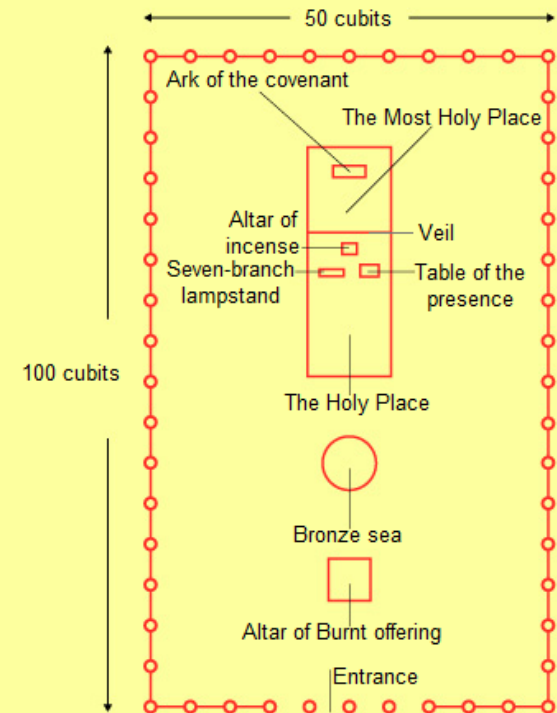 50 cubits
Ark of the covenant
The Most Holy Place
Altar of
incense
Veil
Seven-branch
lampstand
Table of the
presence
100 cubits
The Holy Place
Bronze sea
Altar of Burnt offering
Entrance